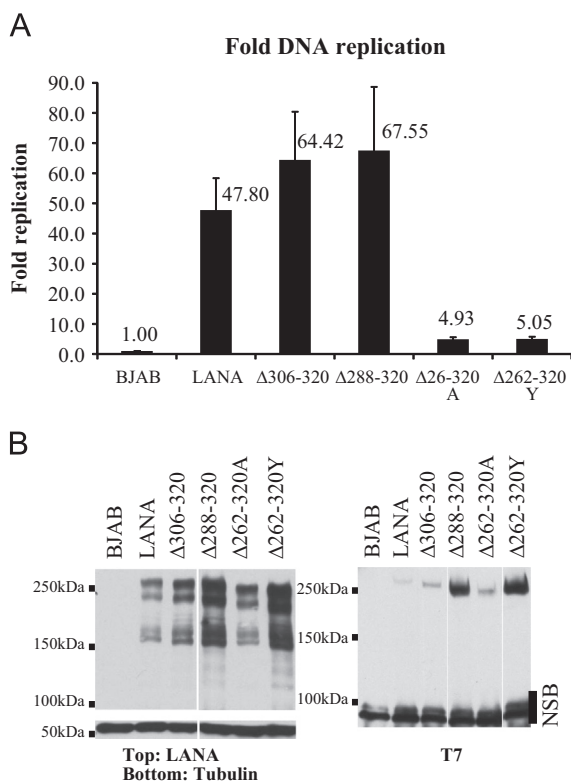 A
Fold DNA replication
Fold replication
90.0
80.0
70.0
60.0
50.0
40.0
30.0
20.0
10.0
0.0
1.00
47.80
64.42
67.55
4.93
5.05
BJAB LANA Δ306-320 Δ288-320 Δ26-320 A Δ262-320 Y
B
BJAB LANA Δ306-320 Δ288-320 Δ262-320A Δ262-320Y
250kDa
150kDa
100kDa
50kDa
Top: LANA
Bottom: Tubulin
BJAB LANA Δ306-320 Δ288-320 Δ262-320A Δ262-320Y
250kDa
150kDa
100kDa
NSB
T7